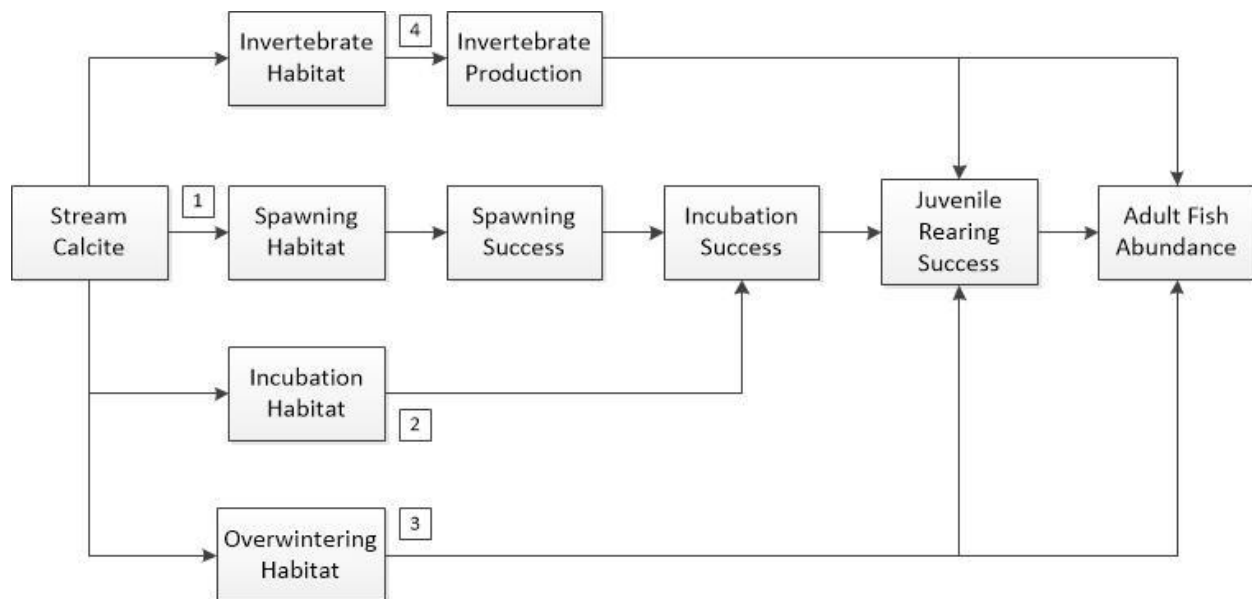 Invertebrate
Habitat
4
Invertebrate
Production
Stream
Calcite
1
Spawning
Habitat
Spawning
Success
Incubation
Success
Juvenile
Rearing
Success
Adult Fish
Abundance
Incubation
Habitat
2
Overwintering
Habitat
3